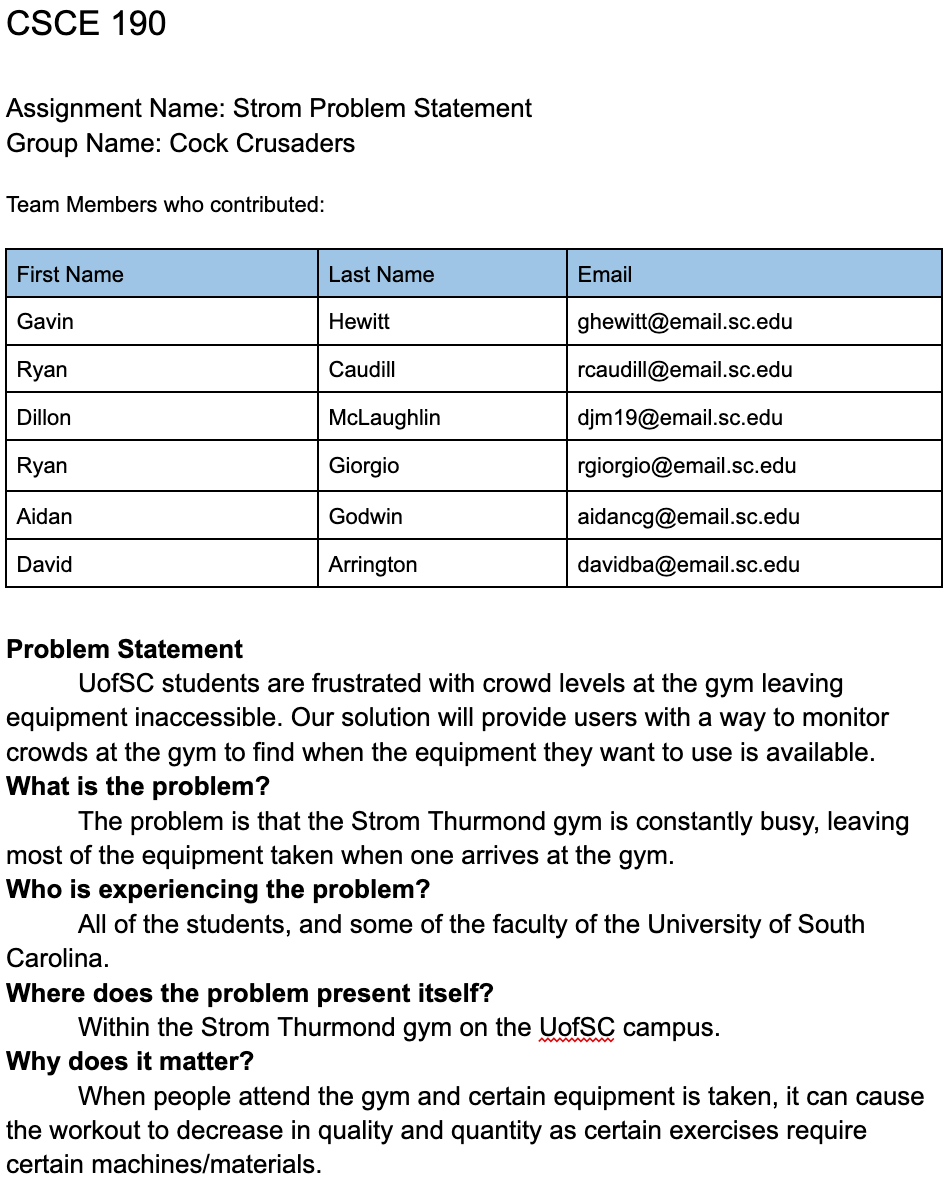 CSCE 190
Assignment Name: Strom Problem Statement
Group Name: Cock Crusaders
Team Members who contributed:
First Name Last Name Email
Gavin Hewitt ghewitt@email.sc.edu
Ryan Caudill rcaudill@email.sc.edu
Dillon McLaughlin djm19@email.sc.edu
Ryan Giorgio rgiorgio@email.sc.edu
Aidan Godwin aidancg@email.sc.edu
David Arrington davidba@email.sc.edu
Problem Statement
UofSC students are frustrated with crowd levels at the gym leaving
equipment inaccessible. Our solution will provide users with a way to monitor
crowds at the gym to find when the equipment they want to use is available.
What is the problem?
The problem is that the Strom Thurmond gym is constantly busy, leaving
most of the equipment taken when one arrives at the gym.
Who is experiencing the problem?
All of the students, and some of the faculty of the University of South
Carolina.
Where does the problem present itself?
Within the Strom Thurmond gym on the UofSC campus.
Why does it matter?
When people attend the gym and certain equipment is taken, it can cause
the workout to decrease in quality and quantity as certain exercises require
certain machines/materials.